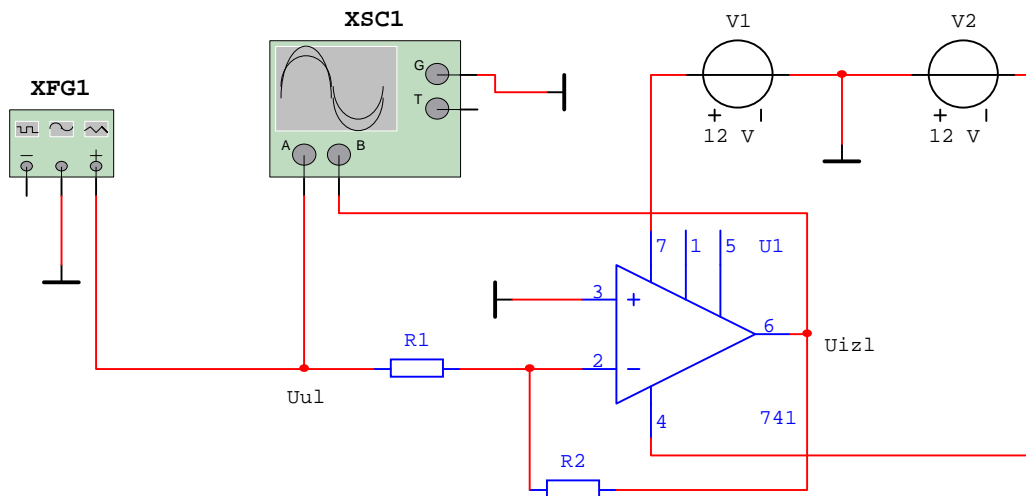 XSC1
V1
V2
XFG1
G
T
A
B
+ -
12 V
+ -
12 V
- +
7
1
5
U1
3
+
6
Uizl
R1
2
-
Uul
4
741
R2